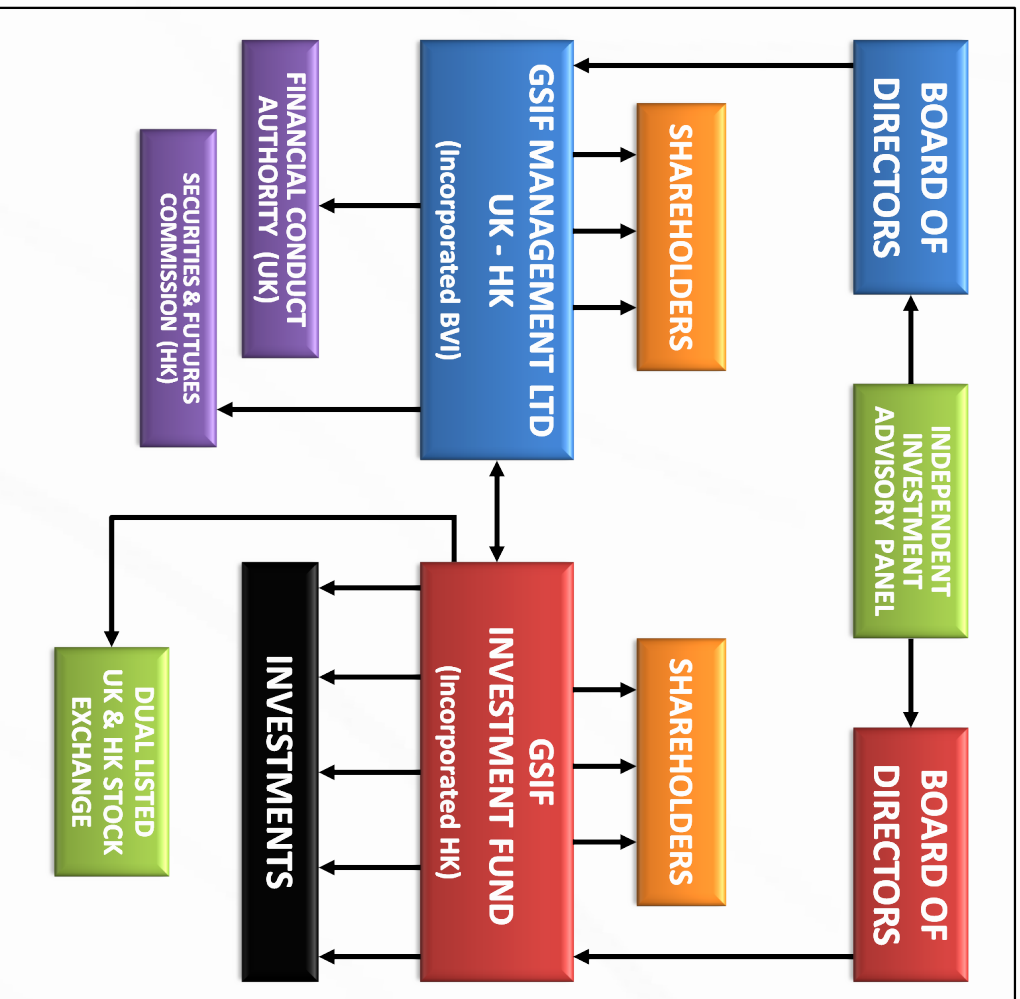 BOARD OF
DIRECTORS
INDEPENDENT
INVESTMENT
ADVISORY PANEL
BOARD OF
DIRECTORS
SHAREHOLDERS
SHAREHOLDERS
GSIF MANAGEMENT LTD
UK - HK
(Incorporated BVI)
GSIF
INVESTMENT FUND
(Incorporated HK)
FINANCIAL CONDUCT
AUTHORITY (UK)
INVESTMENTS
SECURITIES & FUTURES
COMMISSION (HK)
DUAL LISTED
UK & HK STOCK
EXCHANGE